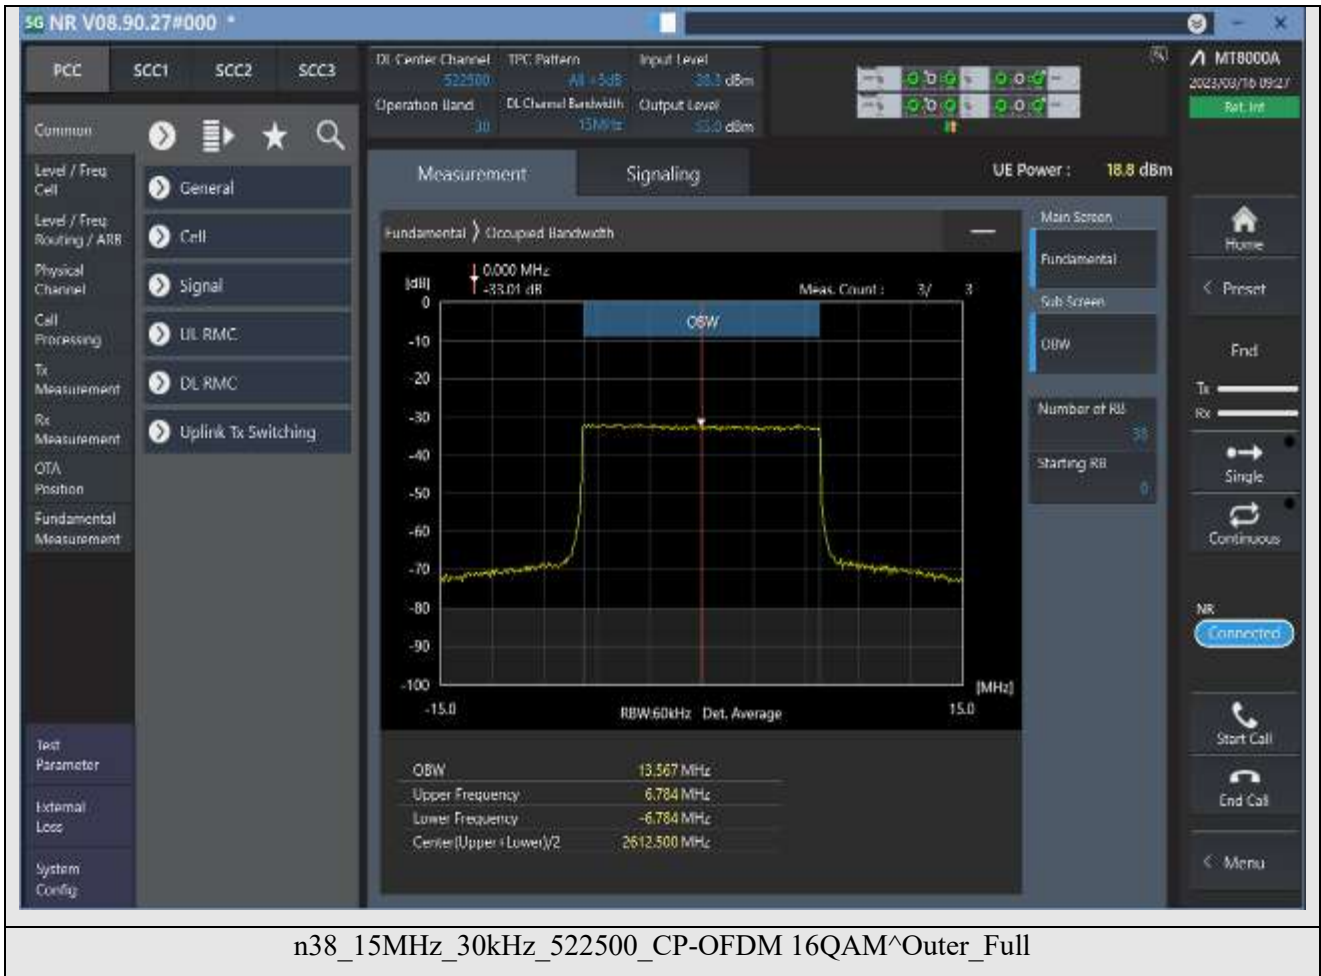 SG NR V08.90.27#000 *
PCC SCC1 SCC2 SCC3
DL Center Channel TPC Pattern Input Level
522500 All +3dB dBm
Operation Band DL Channel Bandwidth Output Level
15MHz dBm
MT8000A
2023/03/16 09:27
Ref. Int
Common
Level / Freq
Cell
Level / Freq
Routing / ARB
Physical
Channel
Call
Processing
Tx
Measurement
Rx
Measurement
OTA
Position
Fundamental
Measurement
Test
Parameter
External
Loss
System
Config
General
Cell
Signal
UL RMC
DL RMC
Uplink Tx Switching
Measurement Signaling UE Power : 18.8 dBm
Fundamental ⟩ Occupied Bandwidth
[dB] 0.000 MHz
-33.01 dB Meas. Count : 3/ 3
OBW
0
-10
-20
-30
-40
-50
-60
-70
-80
-90
-100
[MHz]
-15.0 RBW:60kHz Det. Average 15.0
OBW 13.567 MHz
Upper Frequency 6.784 MHz
Lower Frequency -6.784 MHz
Center(Upper+Lower)/2 2612.500 MHz
Main Screen
Fundamental
Sub Screen
OBW
Number of RB
38
Starting RB
0
Home
< Preset
End
Tx
Rx
Single
Continuous
NR
Connected
Start Call
End Call
< Menu
n38_15MHz_30kHz_522500_CP-OFDM 16QAM^Outer_Full